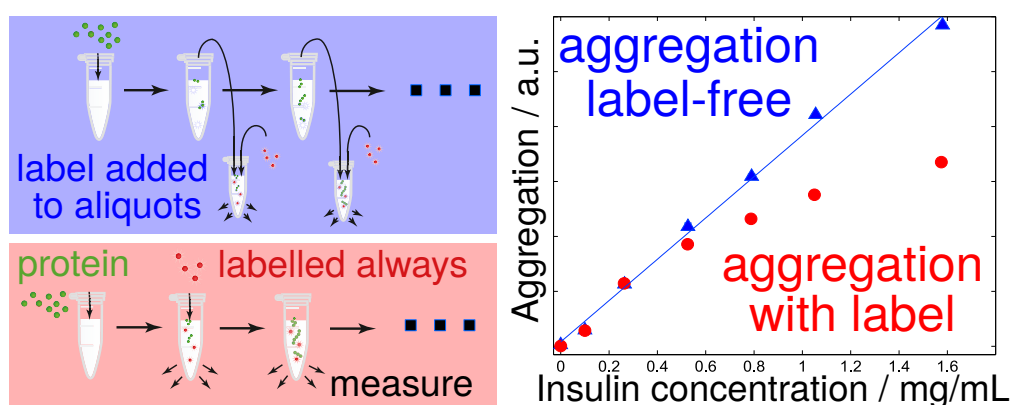 label added
to aliquots
protein
labelled always
measure
Aggregation / a.u.
aggregation
label-free
aggregation
with label
0 0.2 0.4 0.6 0.8 1 1.2 1.4 1.6
Insulin concentration / mg/mL